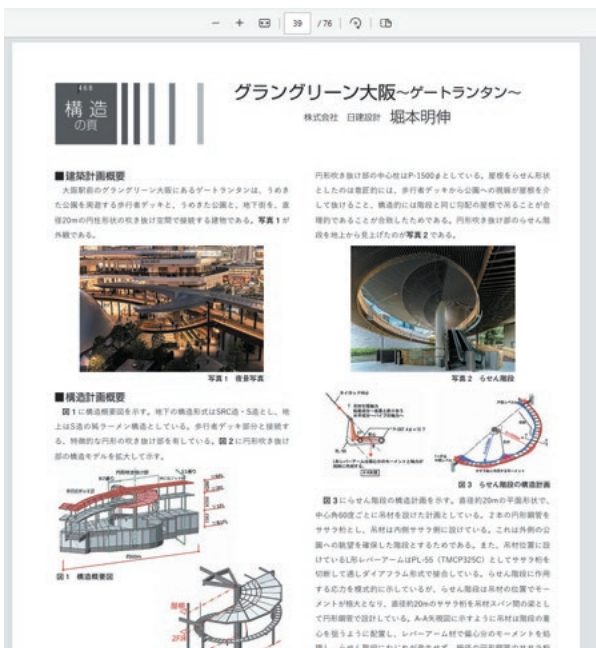 39 / 76
468
構造
の頁
グラングリーン大阪～ゲートランタン～
株式会社 日建設計 堀本明伸
■建築計画概要
大阪駅前のグラングリーン大阪にあるゲートランタンは、うめき
た公園を周遊する歩行者デッキと、うめきた公園と、地下街を、直
径20mの円柱形状の吹き抜け空間で接続する建物である。写真1が
外観である。
写真1 夜景写真
■構造計画概要
図1に構造概要図を示す。地下の構造形式はSRC造・S造とし、地
上はS造の純ラーメン構造としている。歩行者デッキ部分と接続す
る、特徴的な円形の吹き抜け部を有している。図2に円形吹き抜け
部の構造モデルを拡大して示す。
円形吹き抜け部
図1 構造概要図
屋根
2FM
円形吹き抜け部の中心柱はP-1500φとしている。屋根をらせん形状
としたのは意匠的には、歩行者デッキから公園への視線が屋根を介
して抜けること、構造的には階段と同じ勾配の屋根で吊ることが合
理的であることが合致したためである。円形吹き抜け部のらせん階
段を地上から見上げたのが写真2である。
写真2 らせん階段
図3 らせん階段の構造計画
図3にらせん階段の構造計画を示す。直径約20mの平面形状で、
中心角60度ごとに吊材を設けた計画としている。2本の円形鋼管を
ササラ桁とし、吊材は内側ササラ側に設けている。これは外側の公
園への眺望を確保した階段とするためである。また、吊材位置に設
けているL形レバーアームはPL-55（TMCP325C）としてササラ桁を
切断して通しダイアフラム形式で接合している。らせん階段に作用
する応力を模式的に示しているが、らせん階段は吊材の位置でモー
メントが極大となり、直径約20mのササラ桁を吊材スパン間の梁とし
て円形鋼管で設計している。A-A矢視図に示すように吊材は階段の重
心を狙うように配置し、レバーアーム材で偏心分のモーメントを処